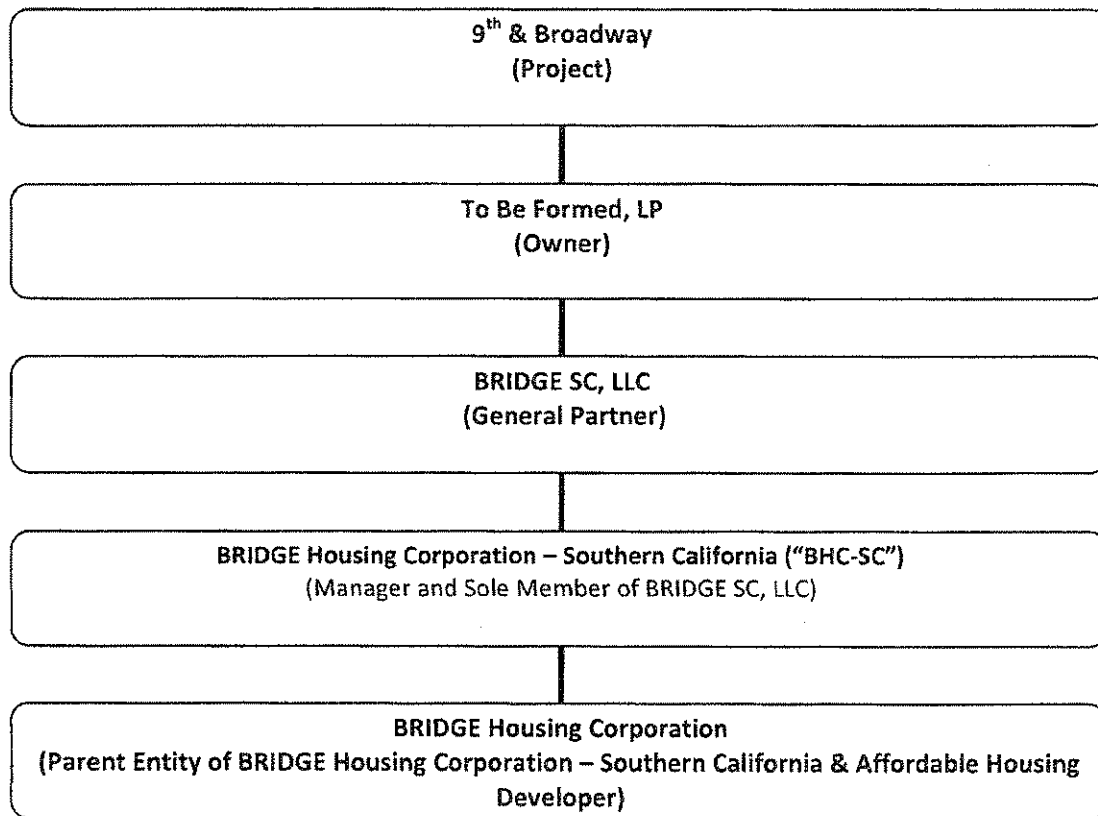 9th & Broadway
(Project)
To Be Formed, LP
(Owner)
BRIDGE SC, LLC
(General Partner)
BRIDGE Housing Corporation – Southern California ("BHC-SC")
(Manager and Sole Member of BRIDGE SC, LLC)
BRIDGE Housing Corporation
(Parent Entity of BRIDGE Housing Corporation – Southern California & Affordable Housing
Developer)